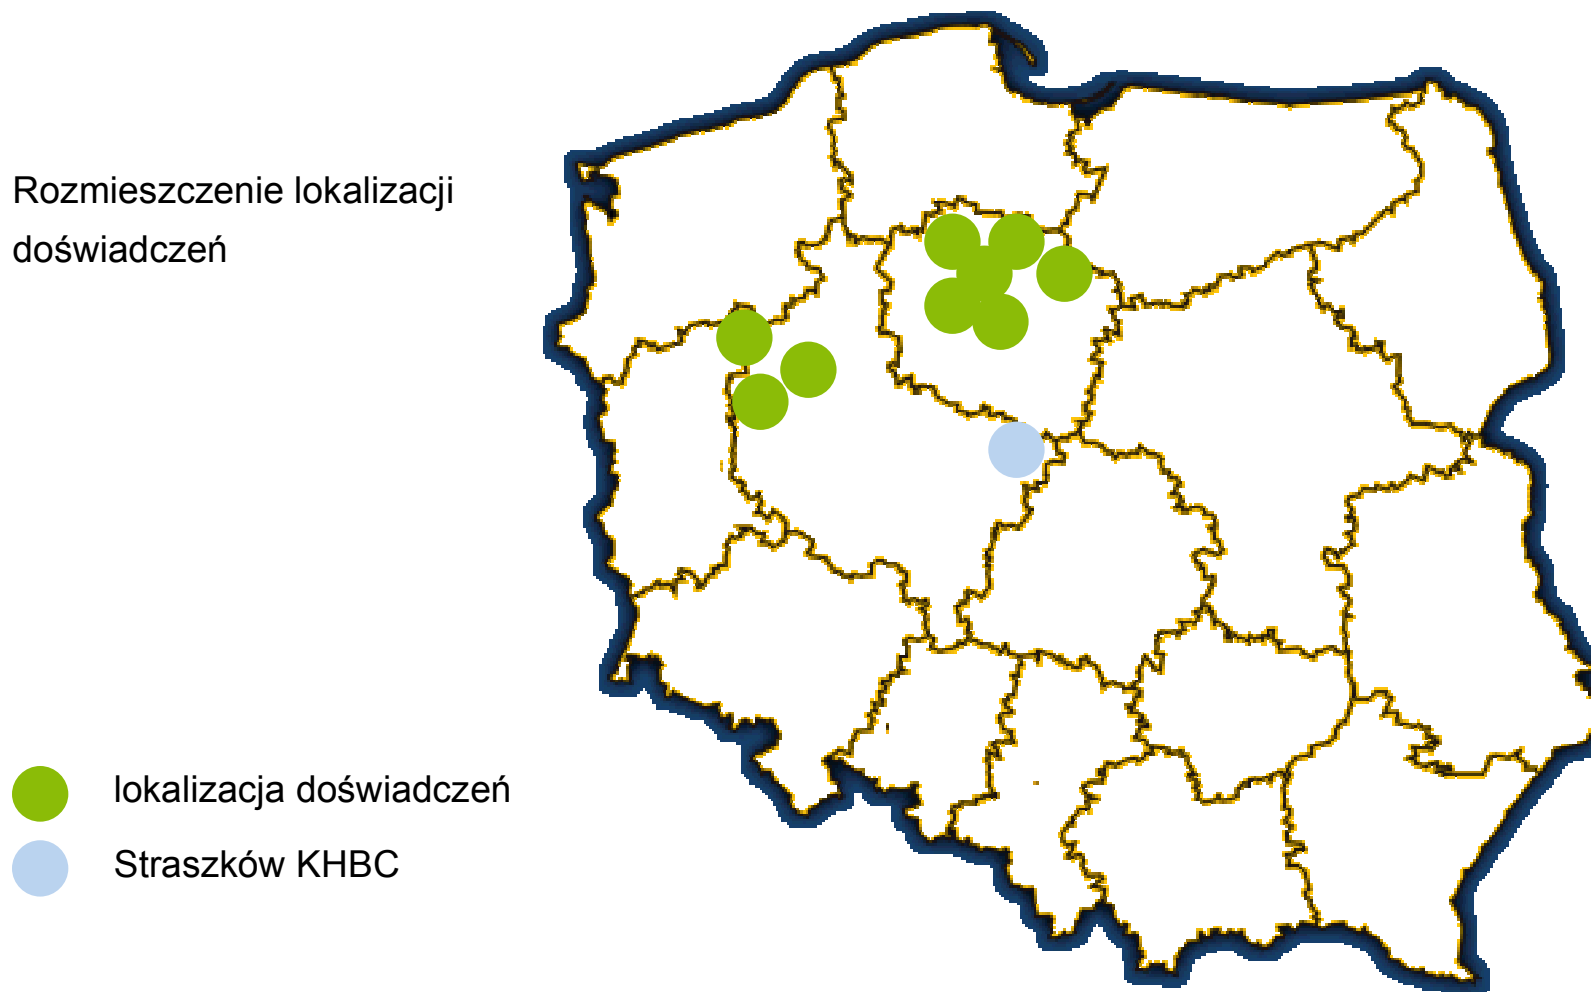 Rozmieszczenie lokalizacji
doświadczeń
lokalizacja doświadczeń
Straszków KHBC